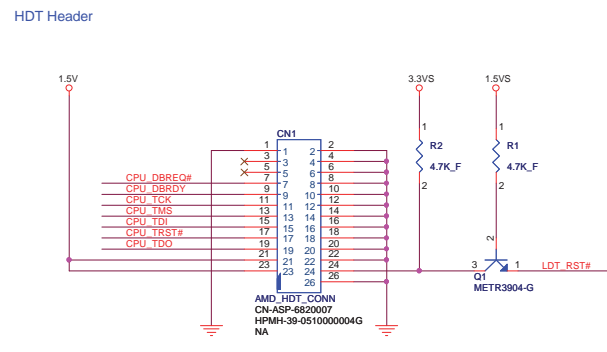 HDT Header
1.5V
3.3VS
1.5VS
CN1
1 1 2 2
3 3 4 4
5 5 6 6
CPU_DBREQ# 7 7 8 8
CPU_DBRDY 9 9 10 10
CPU_TCK 11 11 12 12
CPU_TMS 13 13 14 14
CPU_TDI 15 15 16 16
CPU_TRST# 17 17 18 18
CPU_TDO 19 19 20 20
21 21 22 22
23 23 24 24
26 26
AMD_HDT_CONN
CN-ASP-6820007
HPMH-39-0510000004G
NA
1
R2
4.7K_F
2
1
R1
4.7K_F
2
2
3 1 LDT_RST#
Q1
METR3904-G